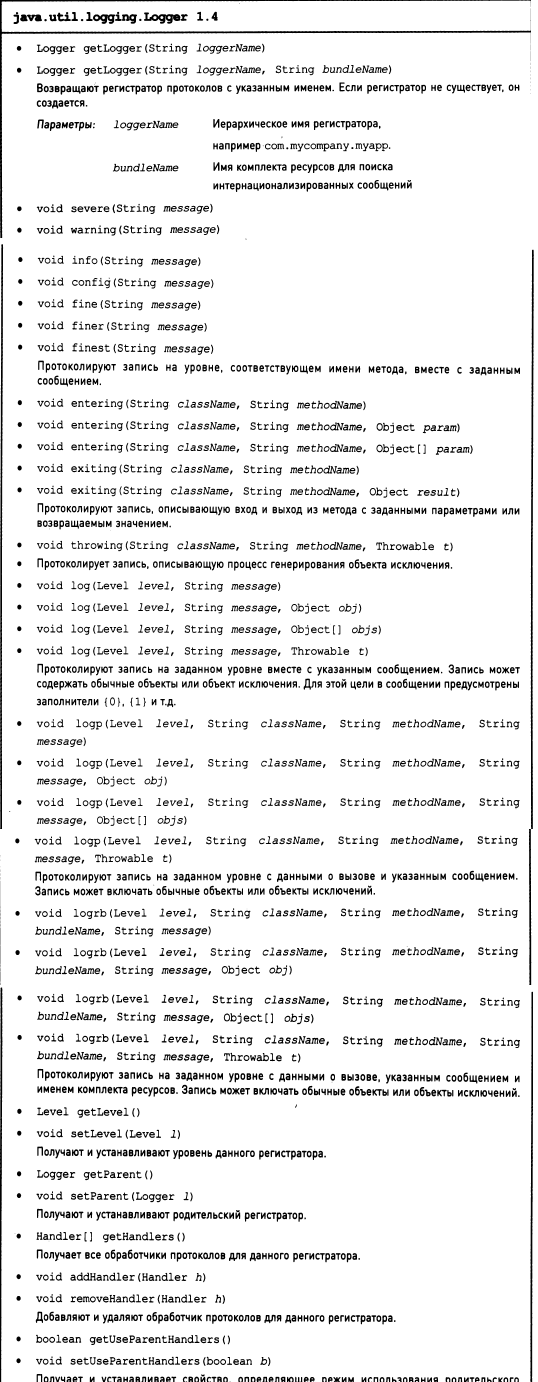 java.util.logging.Logger 1.4
• Logger getLogger(String loggerName)
• Logger getLogger(String loggerName, String bundleName)
Возвращают регистратор протоколов с указанным именем. Если регистратор не существует, он
создается.
Параметры: loggerName Иерархическое имя регистратора,
например com.mycompany.myapp.
bundleName Имя комплекта ресурсов для поиска
интернационализированных сообщений
• void severe(String message)
• void warning(String message)
• void info(String message)
• void config(String message)
• void fine(String message)
• void finer(String message)
• void finest(String message)
Протоколируют запись на уровне, соответствующем имени метода, вместе с заданным
сообщением.
• void entering(String className, String methodName)
• void entering(String className, String methodName, Object param)
• void entering(String className, String methodName, Object[] param)
• void exiting(String className, String methodName)
• void exiting(String className, String methodName, Object result)
Протоколируют запись, описывающую вход и выход из метода с заданными параметрами или
возвращаемым значением.
• void throwing(String className, String methodName, Throwable t)
• Протоколирует запись, описывающую процесс генерирования объекта исключения.
• void log(Level level, String message)
• void log(Level level, String message, Object obj)
• void log(Level level, String message, Object[] objs)
• void log(Level level, String message, Throwable t)
Протоколируют запись на заданном уровне вместе с указанным сообщением. Запись может
содержать обычные объекты или объект исключения. Для этой цели в сообщении предусмотрены
заполнители {0}, {1} и т.д.
• void logp(Level level, String className, String methodName, String
message)
• void logp(Level level, String className, String methodName, String
message, Object obj)
• void logp(Level level, String className, String methodName, String
message, Object[] objs)
• void logp(Level level, String className, String methodName, String
message, Throwable t)
Протоколируют запись на заданном уровне с данными о вызове и указанным сообщением.
Запись может включать обычные объекты или объекты исключений.
• void logrb(Level level, String className, String methodName, String
bundleName, String message)
• void logrb(Level level, String className, String methodName, String
bundleName, String message, Object obj)
• void logrb(Level level, String className, String methodName, String
bundleName, String message, Object[] objs)
• void logrb(Level level, String className, String methodName, String
bundleName, String message, Throwable t)
Протоколируют запись на заданном уровне с данными о вызове, указанным сообщением и
именем комплекта ресурсов. Запись может включать обычные объекты или объекты исключений.
• Level getLevel()
• void setLevel(Level l)
Получают и устанавливают уровень данного регистратора.
• Logger getParent()
• void setParent(Logger l)
Получают и устанавливают родительский регистратор.
• Handler[] getHandlers()
Получает все обработчики протоколов для данного регистратора.
• void addHandler(Handler h)
• void removeHandler(Handler h)
Добавляют и удаляют обработчик протоколов для данного регистратора.
• boolean getUseParentHandlers()
• void setUseParentHandlers(boolean b)
Получает и устанавливает свойство, определяющее режим использования родительского